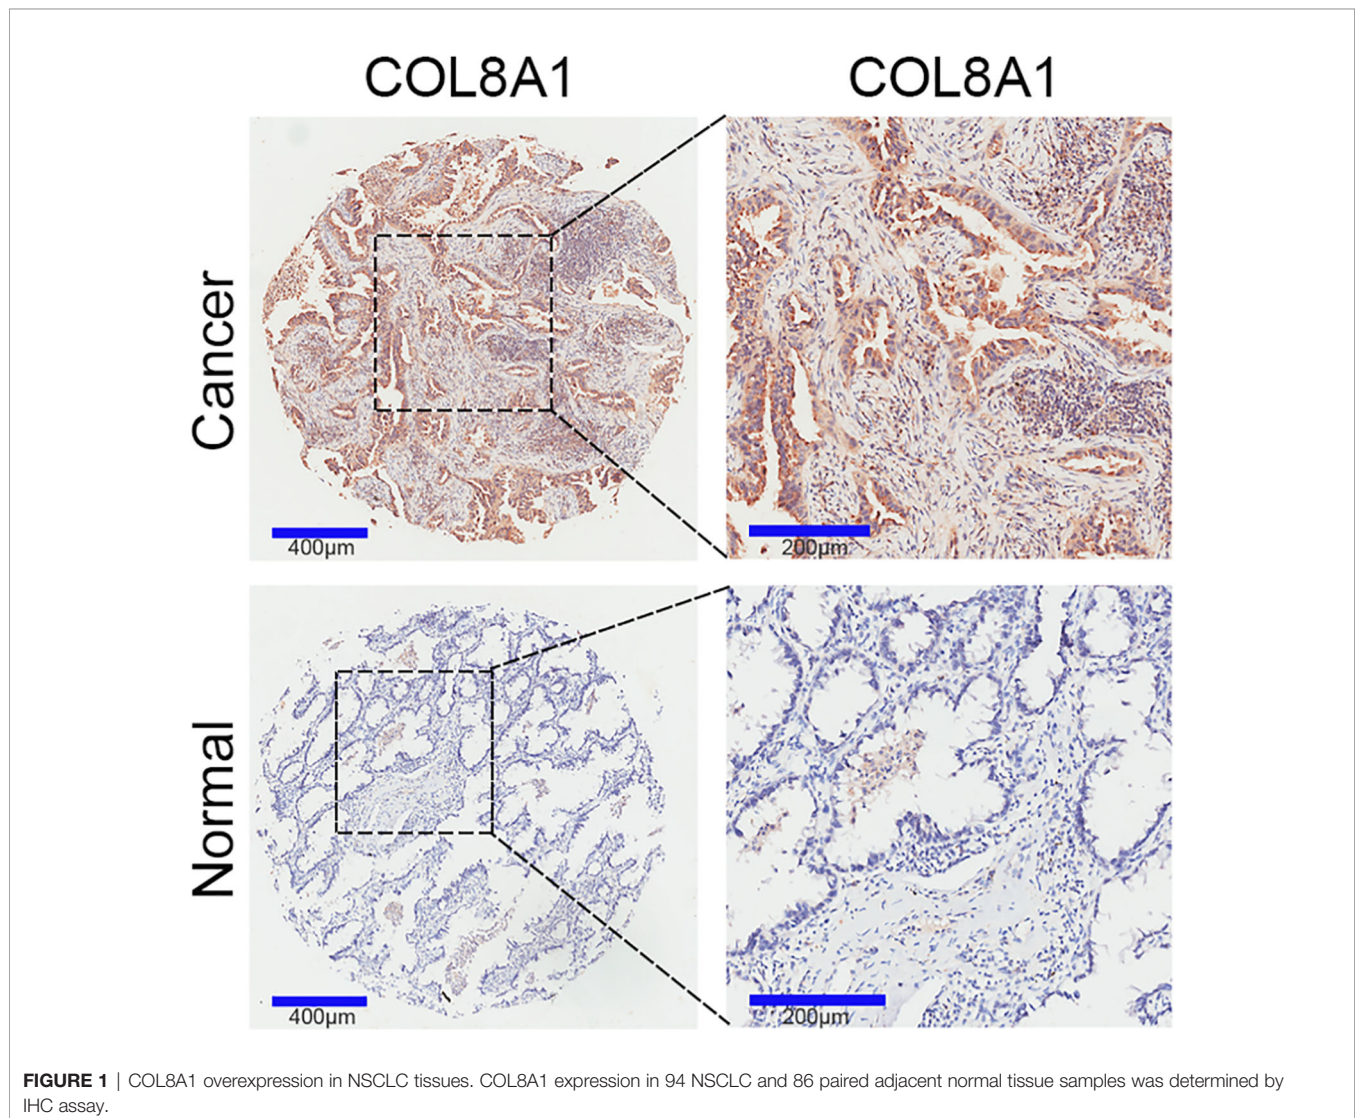 COL8A1
COL8A1
Cancer
400µm
200µm
Normal
400µm
200µm
FIGURE 1 | COL8A1 overexpression in NSCLC tissues. COL8A1 expression in 94 NSCLC and 86 paired adjacent normal tissue samples was determined by
IHC assay.